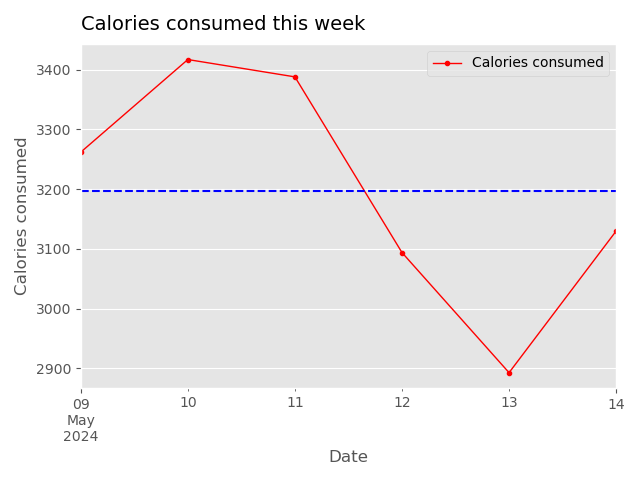 Calories consumed this week
Calories consumed
3400
3300
3200
3100
3000
2900
Calories consumed
09 10 11 12 13 14
May
2024
Date